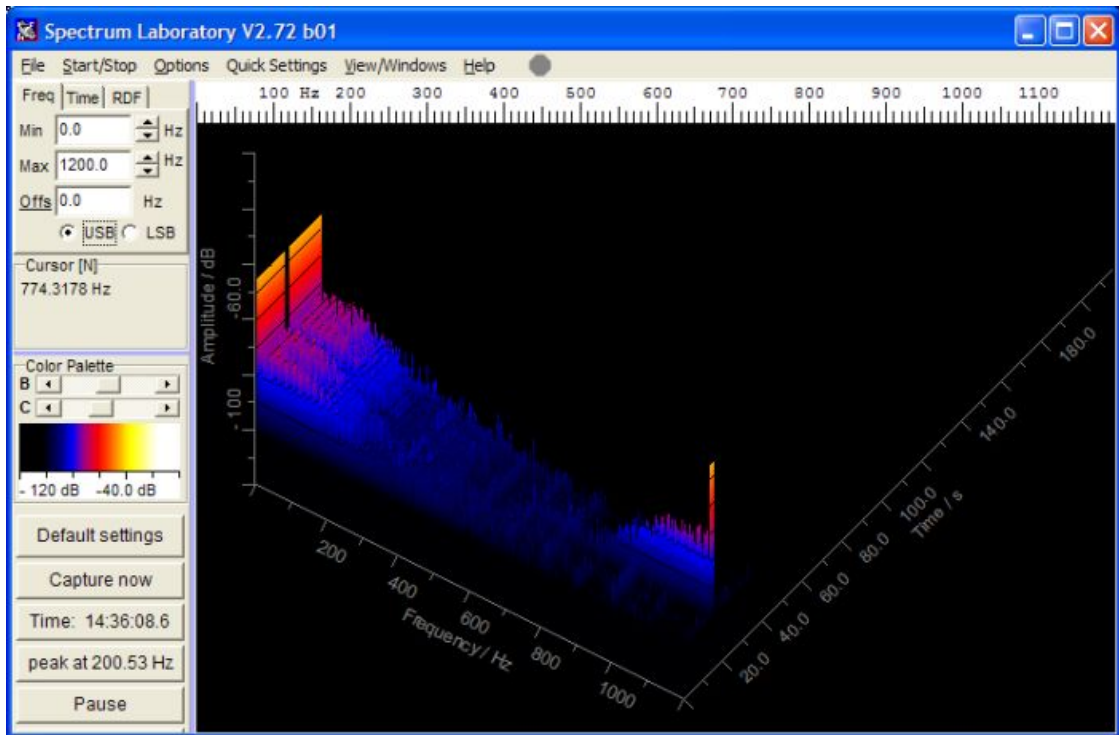 Spectrum Laboratory V2.72 b01
File Start/Stop Options Quick Settings View/Windows Help
Freq Time RDF
100 Hz 200 300 400 500 600 700 800 900 1000 1100
Min 0.0 Hz
Max 1200.0 Hz
Offs 0.0 Hz
USB LSB
Cursor [N]
774.3178 Hz
Color Palette
B
C
- 120 dB -40.0 dB
Default settings
Capture now
Time: 14:36:08.6
peak at 200.53 Hz
Pause
Amplitude / dB
-60.0
-100
200
400
600
800
1000
Frequency / Hz
20.0
40.0
60.0
80.0
100.0
140.0
180.0
Time / s